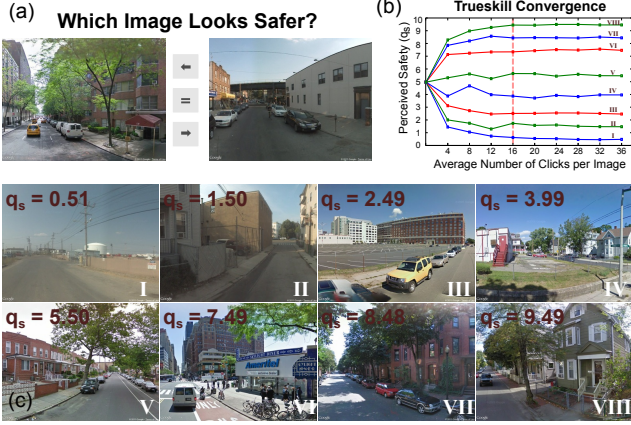 (a)
Which Image Looks Safer?
(b)
Trueskill Convergence
Perceived Safety (qs)
10
9
8
7
6
5
4
3
2
1
0
VIII
VII
VI
V
IV
III
II
I
4 8 12 16 20 24 28 32 36
Average Number of Clicks per Image
qs = 0.51
I
qs = 1.50
II
qs = 2.49
III
qs = 3.99
IV
qs = 5.50
V
(c)
qs = 7.49
ONLY
VI
qs = 8.48
VII
qs = 9.49
VIII